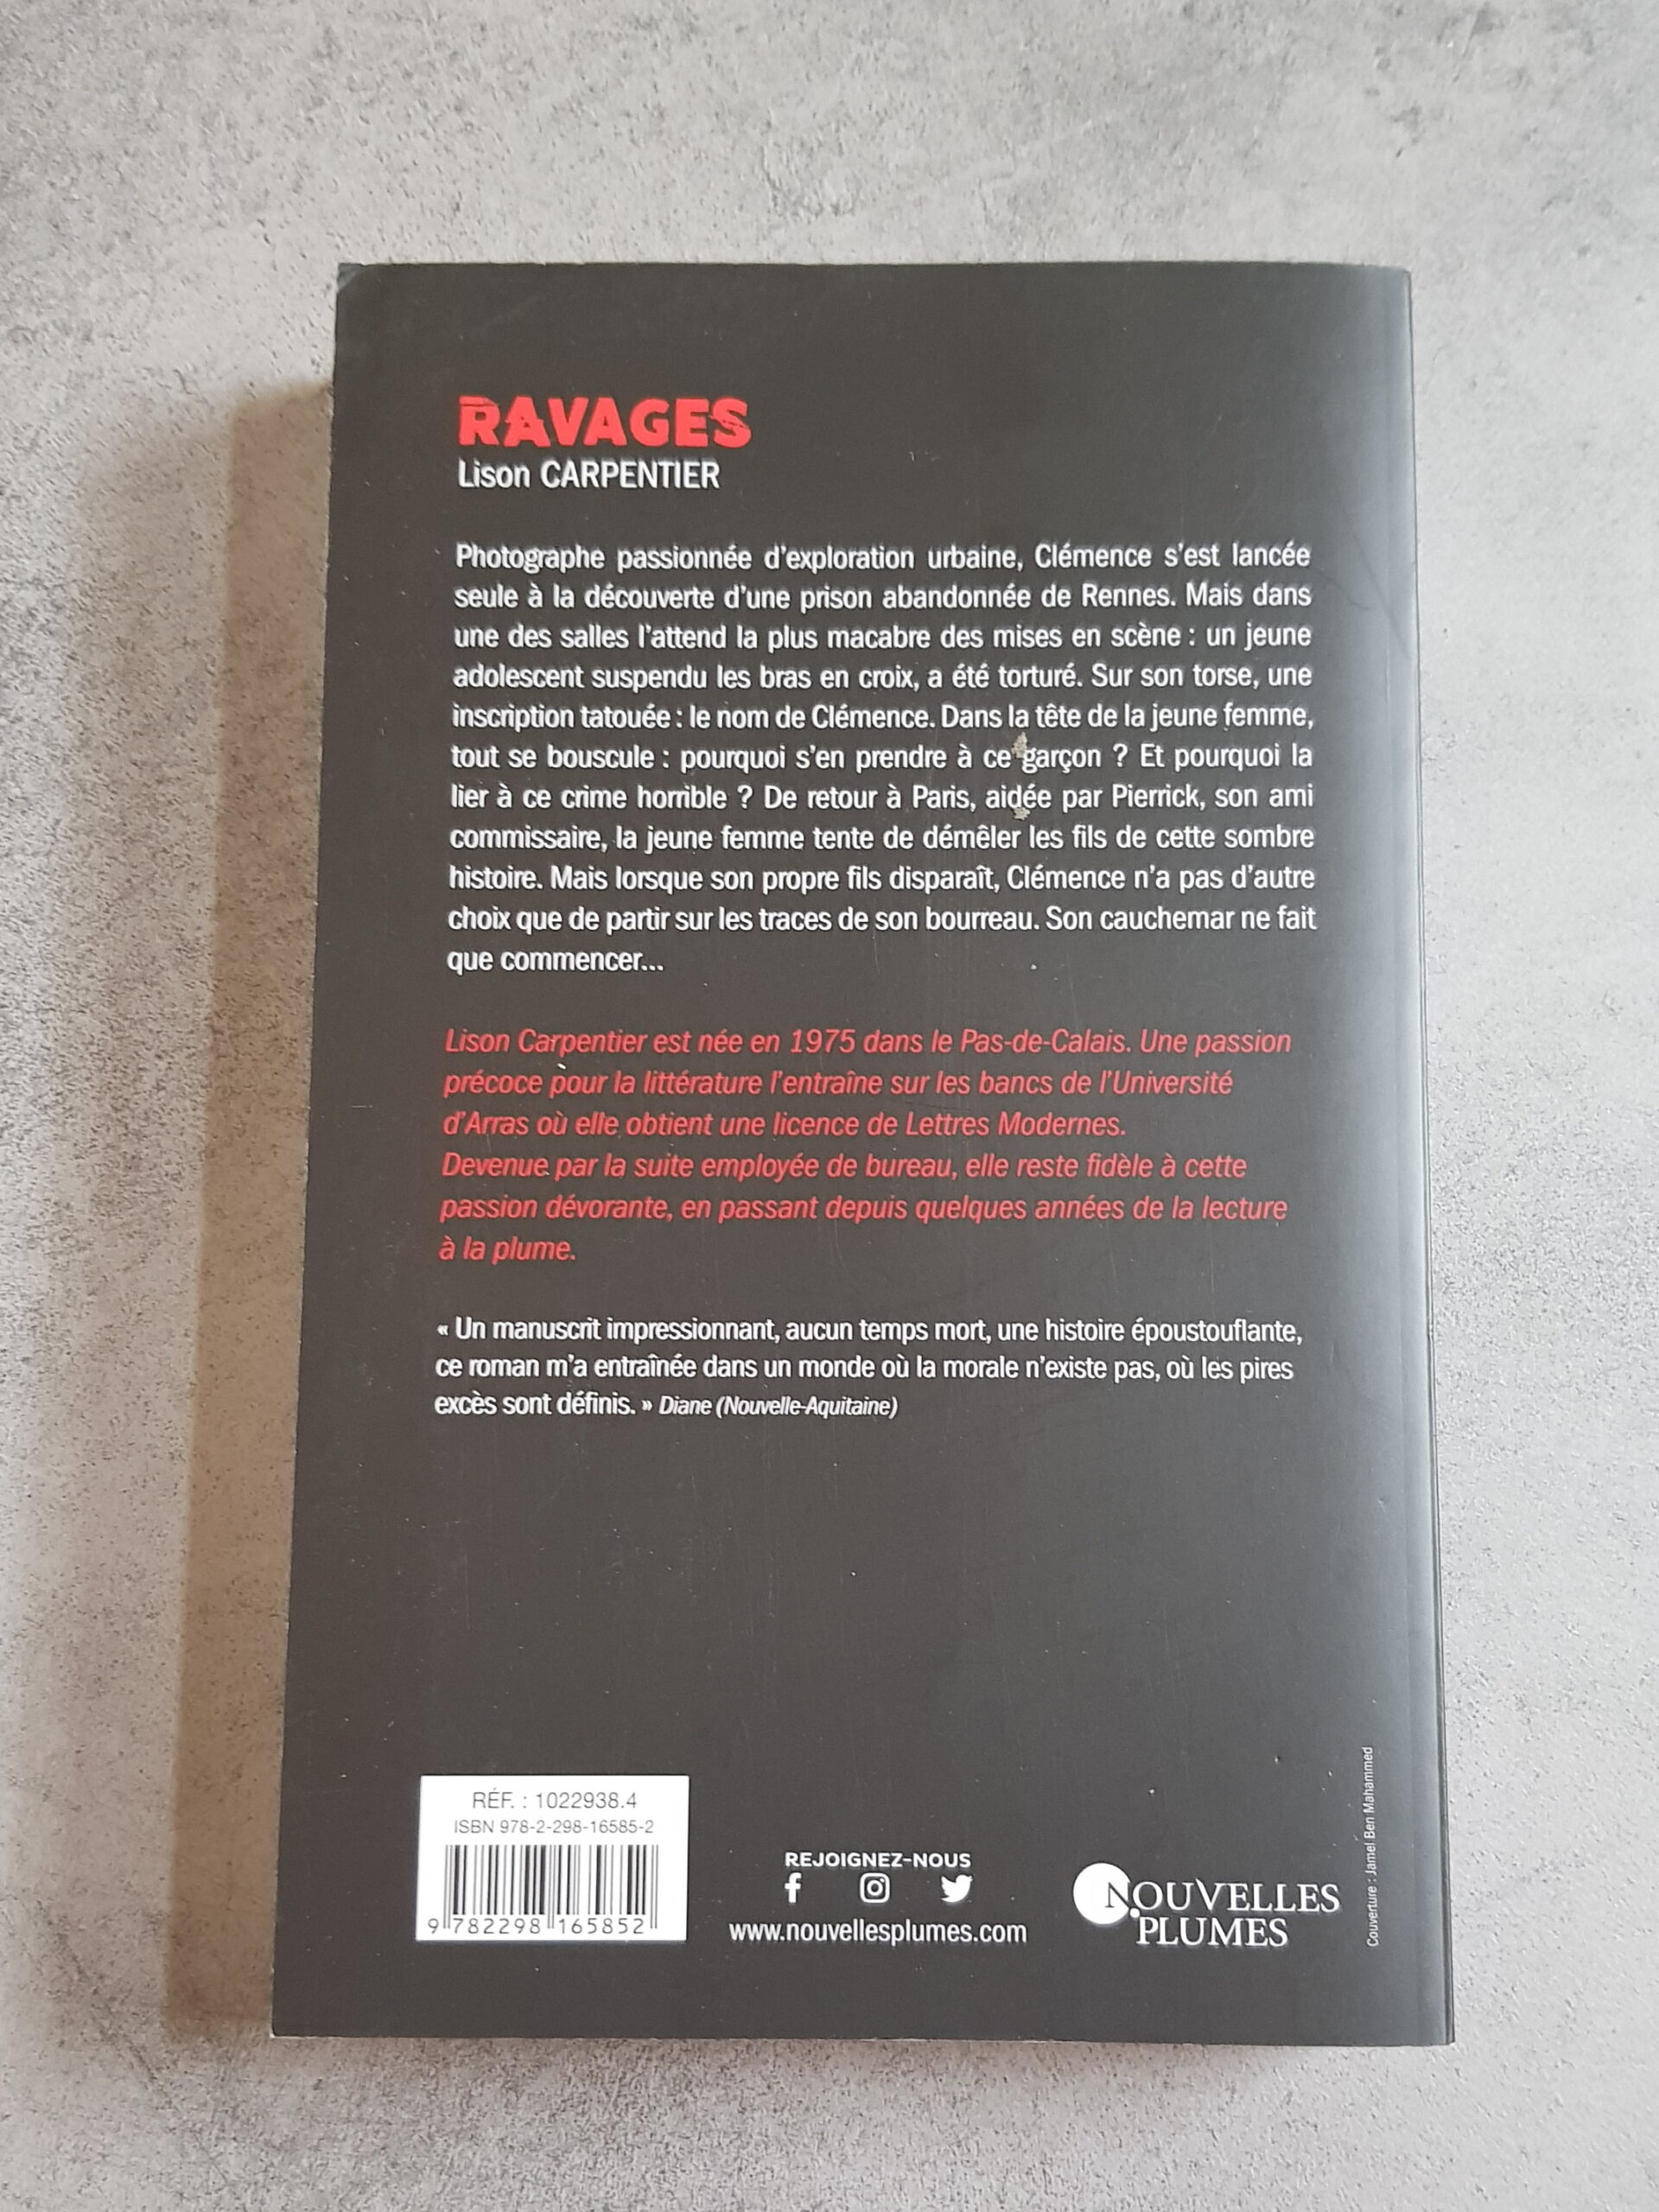 RAVAGES
Lison CARPENTIER
Photographe passionnée d'exploration urbaine, Clémence s'est lancée
seule à la découverte d'une prison abandonnée de Rennes. Mais dans
une des salles l'attend la plus macabre des mises en scène : un jeune
adolescent suspendu les bras en croix, a été torturé. Sur son torse, une
inscription tatouée : le nom de Clémence. Dans la tête de la jeune femme,
tout se bouscule : pourquoi s'en prendre à ce garçon ? Et pourquoi la
lier à ce crime horrible ? De retour à Paris, aidée par Pierrick, son ami
commissaire, la jeune femme tente de démêler les fils de cette sombre
histoire. Mais lorsque son propre fils disparaît, Clémence n'a pas d'autre
choix que de partir sur les traces de son bourreau. Son cauchemar ne fait
que commencer...
Lison Carpentier est née en 1975 dans le Pas-de-Calais. Une passion
précoce pour la littérature l'entraîne sur les bancs de l'Université
d'Arras où elle obtient une licence de Lettres Modernes.
Devenue par la suite employée de bureau, elle reste fidèle à cette
passion dévorante, en passant depuis quelques années de la lecture
à la plume.
« Un manuscrit impressionnant, aucun temps mort, une histoire époustouflante,
ce roman m'a entraînée dans un monde où la morale n'existe pas, où les pires
excès sont définis. » Diane (Nouvelle-Aquitaine)
RÉF. : 1022938.4
ISBN 978-2-298-16585-2
9 782298 165852
REJOIGNEZ-NOUS
www.nouvellesplumes.com
NOUVELLES
PLUMES
Couverture : Jamel Ben Mahammed